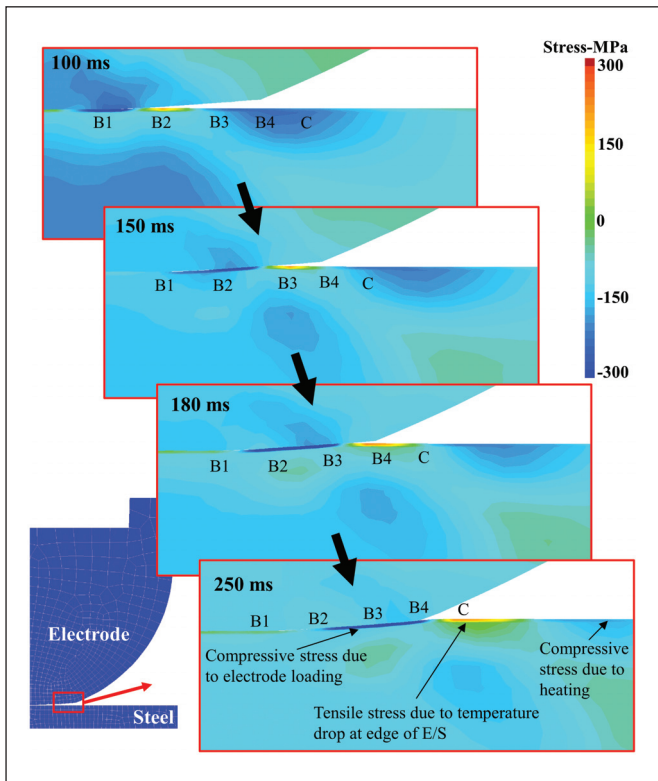 Stress-MPa
300
150
0
-150
-300
100 ms
B1 B2 B3 B4 C
150 ms
B1 B2 B3 B4 C
180 ms
B1 B2 B3 B4 C
250 ms
B1 B2 B3 B4 C
Compressive stress due
to electrode loading
Tensile stress due to temperature
drop at edge of E/S
Compressive
stress due to
heating
Electrode
Steel